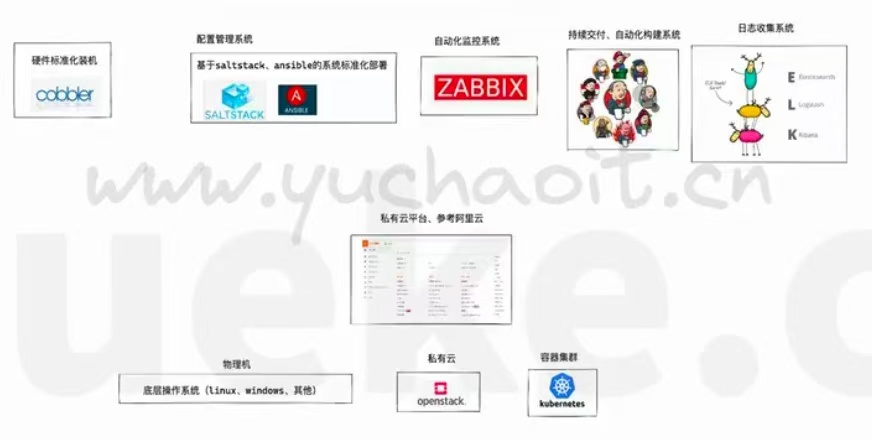 硬件标准化装机
cobbler
配置管理系统
基于saltstack、ansible的系统标准化部署
SALTSTACK
ANSIBLE
自动化监控系统
ZABBIX
持续交付、自动化构建系统
日志收集系统
E Elasticsearch
L Logstash
K Kibana
www.yuchaoit.cn
私有云平台、参考阿里云
ueke.c
物理机
底层操作系统（linux、windows、其他）
私有云
openstack.
容器集群
kubernetes